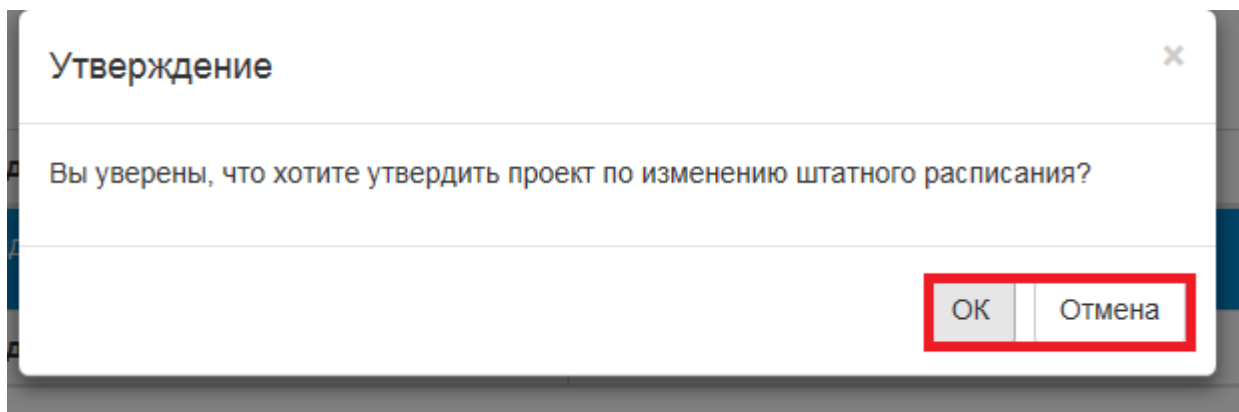 Утверждение
×
Вы уверены, что хотите утвердить проект по изменению штатного расписания?
ОК Отмена